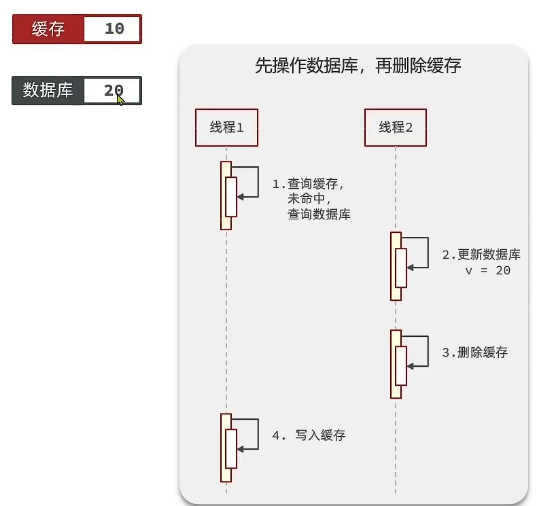 缓存 10
数据库 20
先操作数据库，再删除缓存
线程1 线程2
1.查询缓存，
未命中，
查询数据库
2.更新数据库
v = 20
3.删除缓存
4. 写入缓存